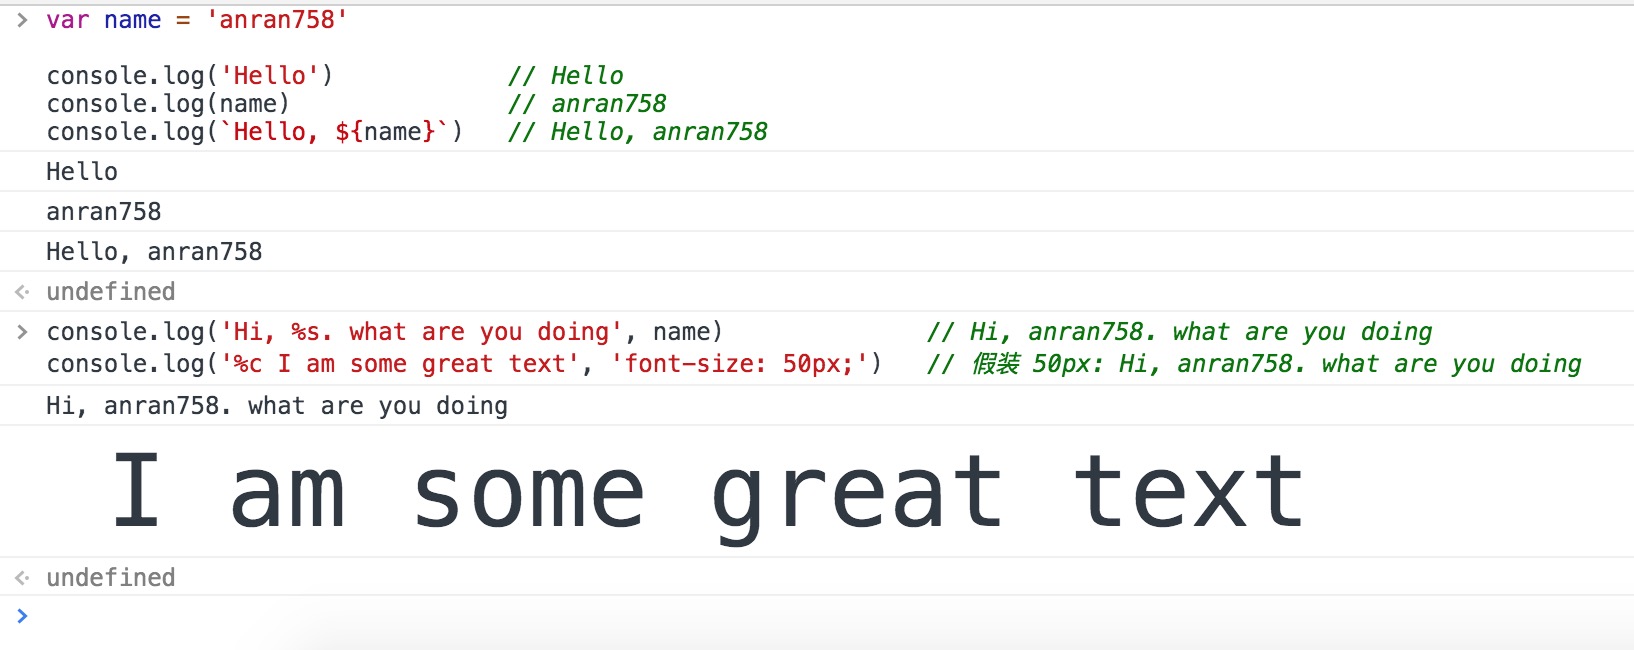 > var name = 'anran758'
console.log('Hello')            // Hello
console.log(name)               // anran758
console.log(`Hello, ${name}`)   // Hello, anran758
Hello
anran758
Hello, anran758
undefined
> console.log('Hi, %s. what are you doing', name)              // Hi, anran758. what are you doing
console.log('%c I am some great text', 'font-size: 50px;')   // 假装 50px: Hi, anran758. what are you doing
Hi, anran758. what are you doing
I am some great text
undefined
>